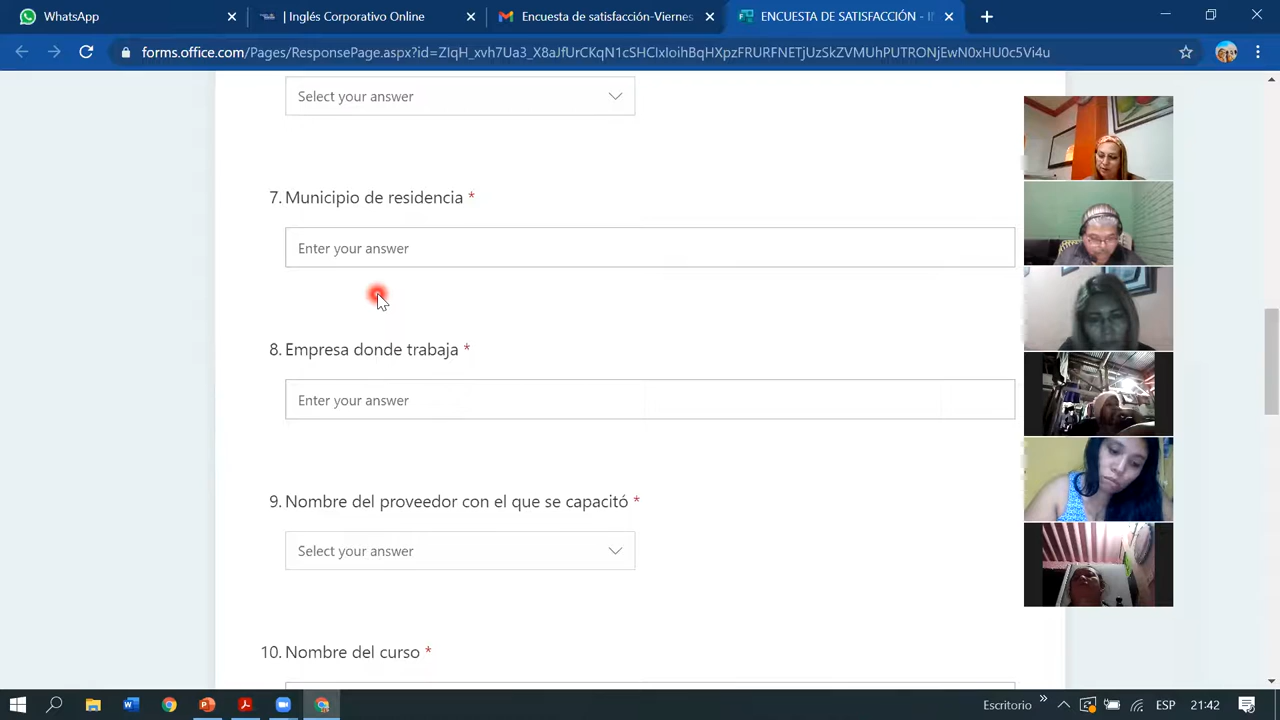 WhatsApp
| Inglés Corporativo Online
Encuesta de satisfacción-Viernes
ENCUESTA DE SATISFACCIÓN - I
forms.office.com/Pages/ResponsePage.aspx?id=ZIqH_xvh7Ua3_X8aJfUrCKqN1cSHCIxIoihBqHXpzFRURFNETjUzSkZVMUhPUTRONjEwN0xHU0c5Vi4u
Select your answer
7. Municipio de residencia *
Enter your answer
8. Empresa donde trabaja *
Enter your answer
9. Nombre del proveedor con el que se capacitó *
Select your answer
10. Nombre del curso *
Escritorio
ESP
21:42